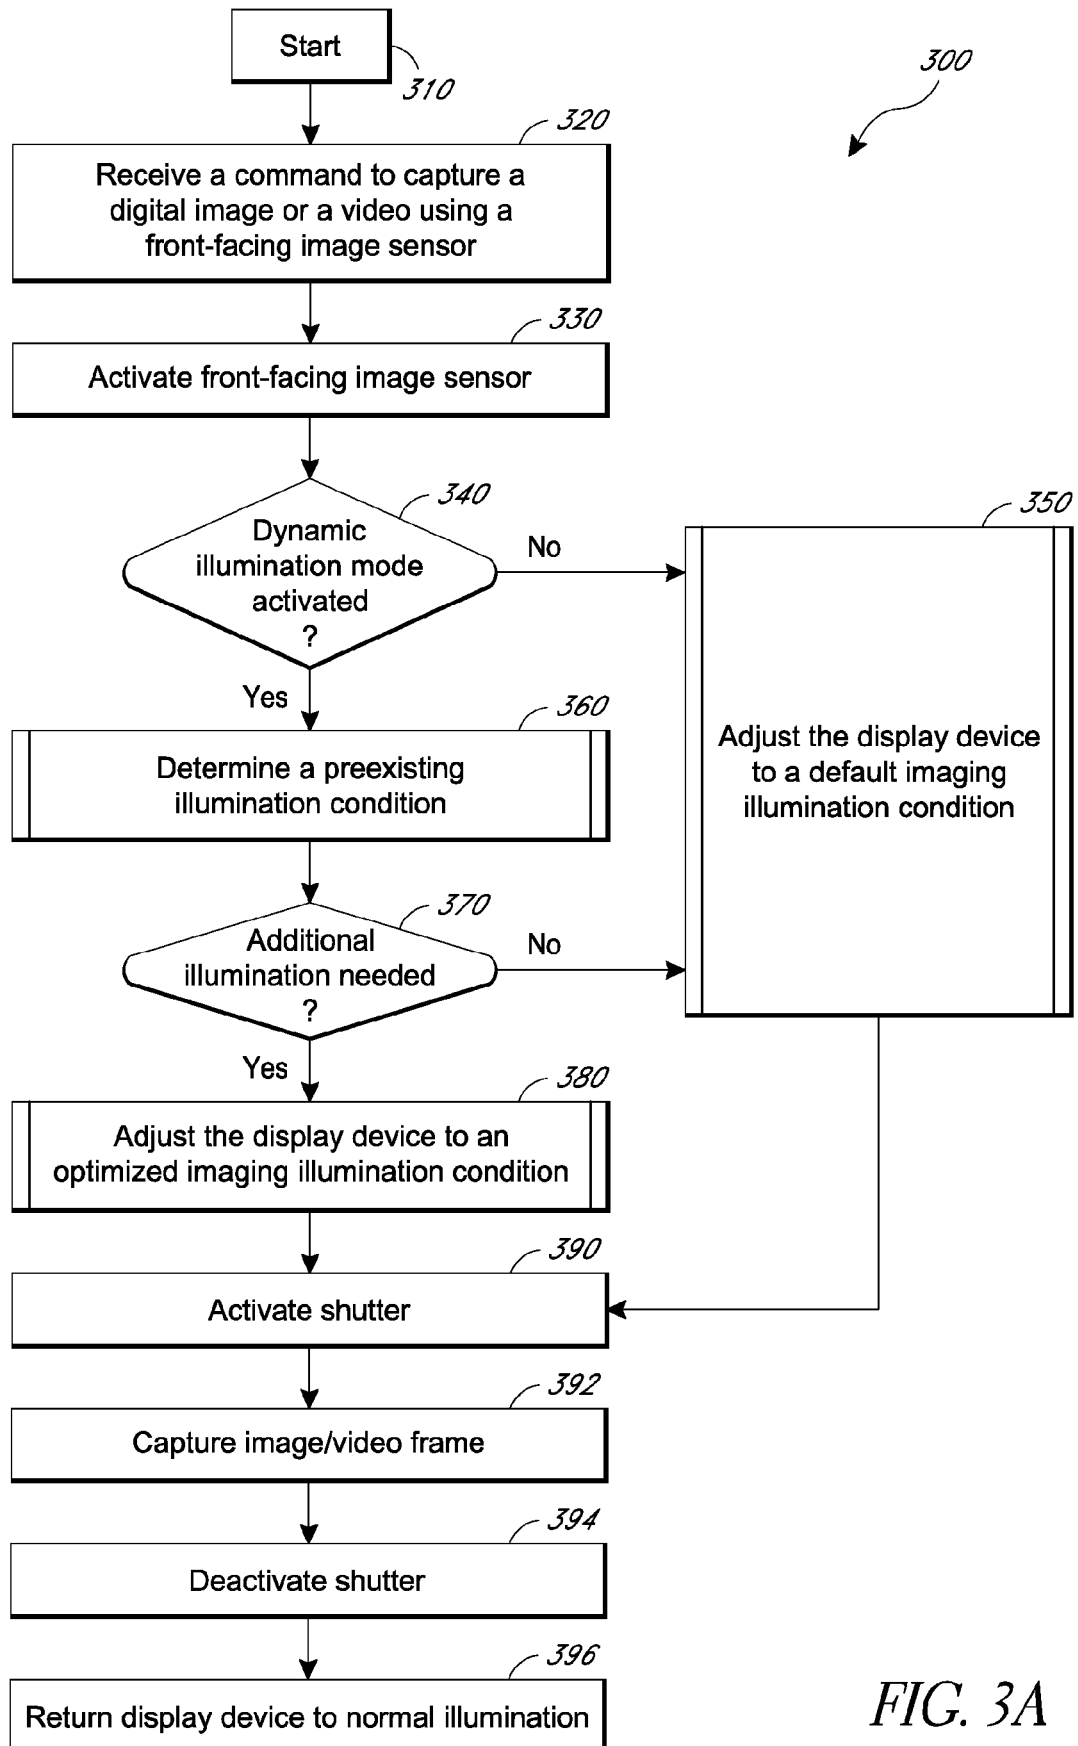 Start
310
300
320
Receive a command to capture a
digital image or a video using a
front-facing image sensor
330
Activate front-facing image sensor
340
Dynamic
illumination mode
activated
?
No
Yes
350
Adjust the display device
to a default imaging
illumination condition
360
Determine a preexisting
illumination condition
370
Additional
illumination needed
?
No
Yes
380
Adjust the display device to an
optimized imaging illumination condition
390
Activate shutter
392
Capture image/video frame
394
Deactivate shutter
396
Return display device to normal illumination
FIG. 3A